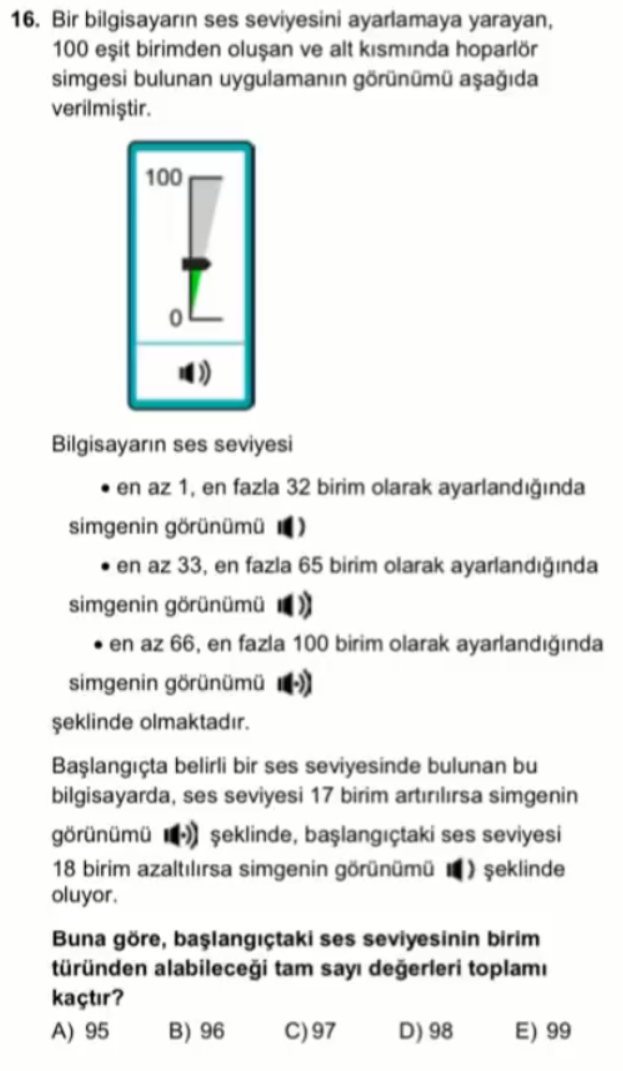 16. Bir bilgisayarın ses seviyesini ayarlamaya yarayan,
100 eşit birimden oluşan ve alt kısmında hoparlör
simgesi bulunan uygulamanın görünümü aşağıda
verilmiştir.
100
0
Bilgisayarın ses seviyesi
• en az 1, en fazla 32 birim olarak ayarlandığında
simgenin görünümü
• en az 33, en fazla 65 birim olarak ayarlandığında
simgenin görünümü
• en az 66, en fazla 100 birim olarak ayarlandığında
simgenin görünümü
şeklinde olmaktadır.
Başlangıçta belirli bir ses seviyesinde bulunan bu
bilgisayarda, ses seviyesi 17 birim artırılırsa simgenin
görünümü şeklinde, başlangıçtaki ses seviyesi
18 birim azaltılırsa simgenin görünümü şeklinde
oluyor.
Buna göre, başlangıçtaki ses seviyesinin birim
türünden alabileceği tam sayı değerleri toplamı
kaçtır?
A) 95 B) 96 C) 97 D) 98 E) 99